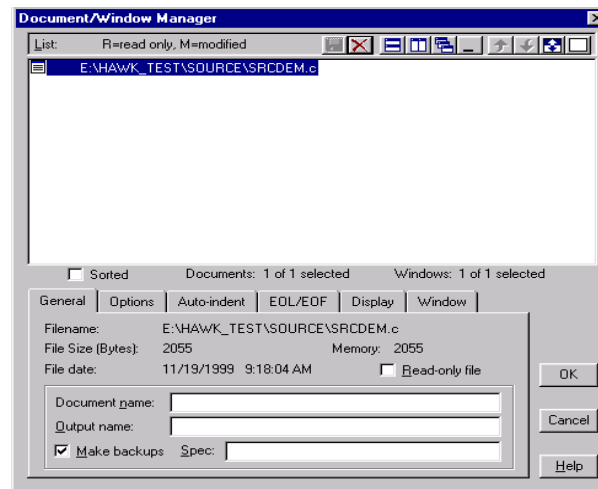 Document/Window Manager
List: R=read only, M=modified
E:\HAWK_TEST\SOURCE\SRCDEM.c
Sorted Documents: 1 of 1 selected Windows: 1 of 1 selected
General Options Auto-indent EOL/EOF Display Window
Filename: E:\HAWK_TEST\SOURCE\SRCDEM.c
File Size (Bytes): 2055 Memory: 2055
File date: 11/19/1999 9:18:04 AM Read-only file
OK
Document name:
Output name:
Cancel
Make backups Spec:
Help